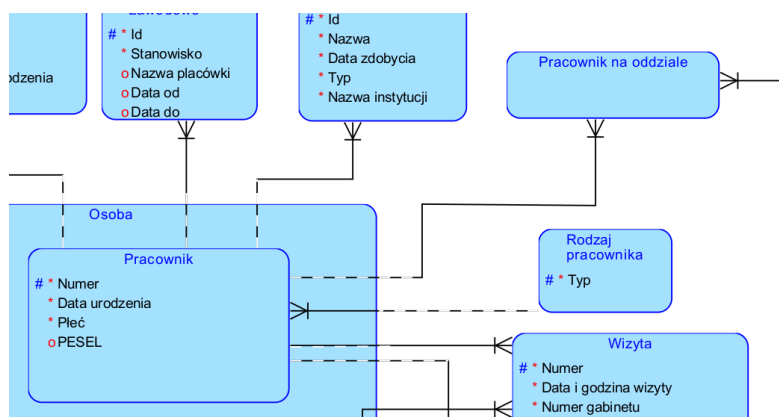 # * Id
* Stanowisko
o Nazwa placówki
o Data od
o Data do
# * Id
* Nazwa
* Data zdobycia
* Typ
* Nazwa instytucji
Pracownik na oddziale
Osoba
Pracownik
# * Numer
* Data urodzenia
* Płeć
o PESEL
Rodzaj
pracownika
# * Typ
Wizyta
# * Numer
* Data i godzina wizyty
* Numer gabinetu